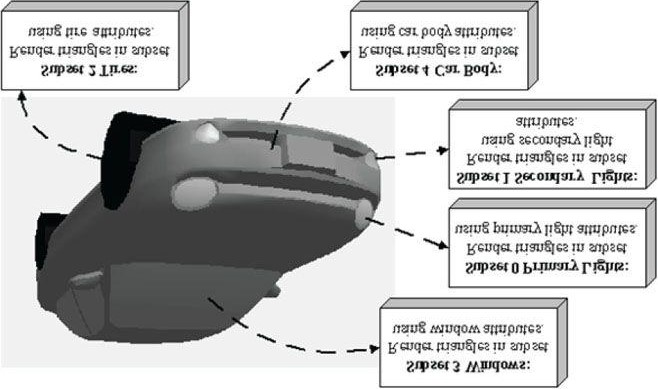 Subset 3 Windows:
Render triangles in subset
using window attributes.
Subset 0 Primary Lights:
Render triangles in subset
using primary light attributes.
Subset 1 Secondary Lights:
Render triangles in subset
using secondary light
attributes.
Subset 2 Tires:
Render triangles in subset
using tire attributes.
Subset 4 Car Body:
Render triangles in subset
using car body attributes.